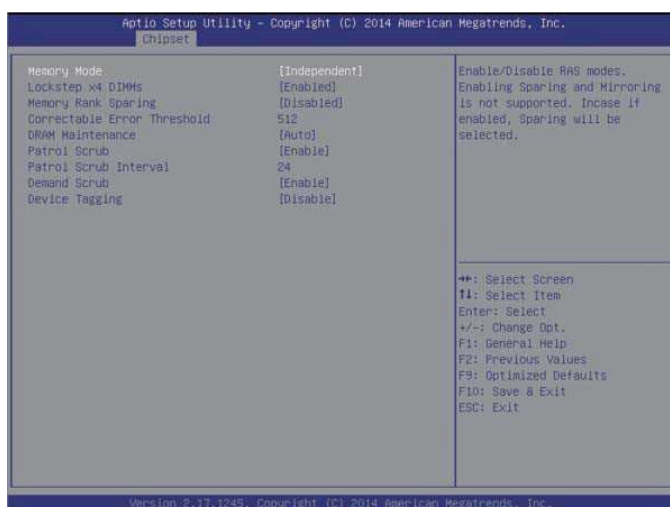 Aptio Setup Utility – Copyright (C) 2014 American Megatrends, Inc.
Chipset
Memory Mode [Independent]
Lockstep x4 DIMMs [Enabled]
Memory Rank Sparing [Disabled]
Correctable Error Threshold 512
DRAM Maintenance [Auto]
Patrol Scrub [Enable]
Patrol Scrub Interval 24
Demand Scrub [Enable]
Device Tagging [Disable]
Enable/Disable RAS modes.
Enabling Sparing and Mirroring
is not supported. Incase if
enabled, Sparing will be
selected.
→←: Select Screen
↑↓: Select Item
Enter: Select
+/-: Change Opt.
F1: General Help
F2: Previous Values
F9: Optimized Defaults
F10: Save & Exit
ESC: Exit
Version 2.17.1245. Copyright (C) 2014 American Megatrends, Inc.